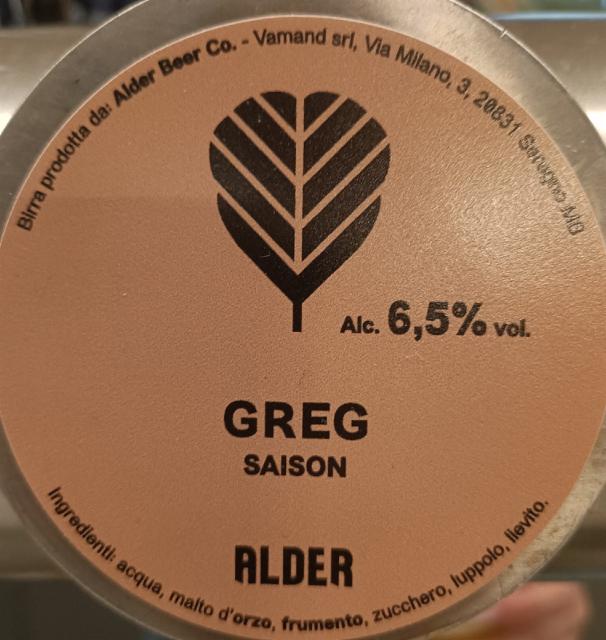 Birra prodotta da: Alder Beer Co. - Vamand srl, Via Milano, 3, 20831 Seregno MB
Alc. 6,5% vol.
GREG
SAISON
ALDER
Ingredienti: acqua, malto d'orzo, frumento, zucchero, luppolo, lievito.